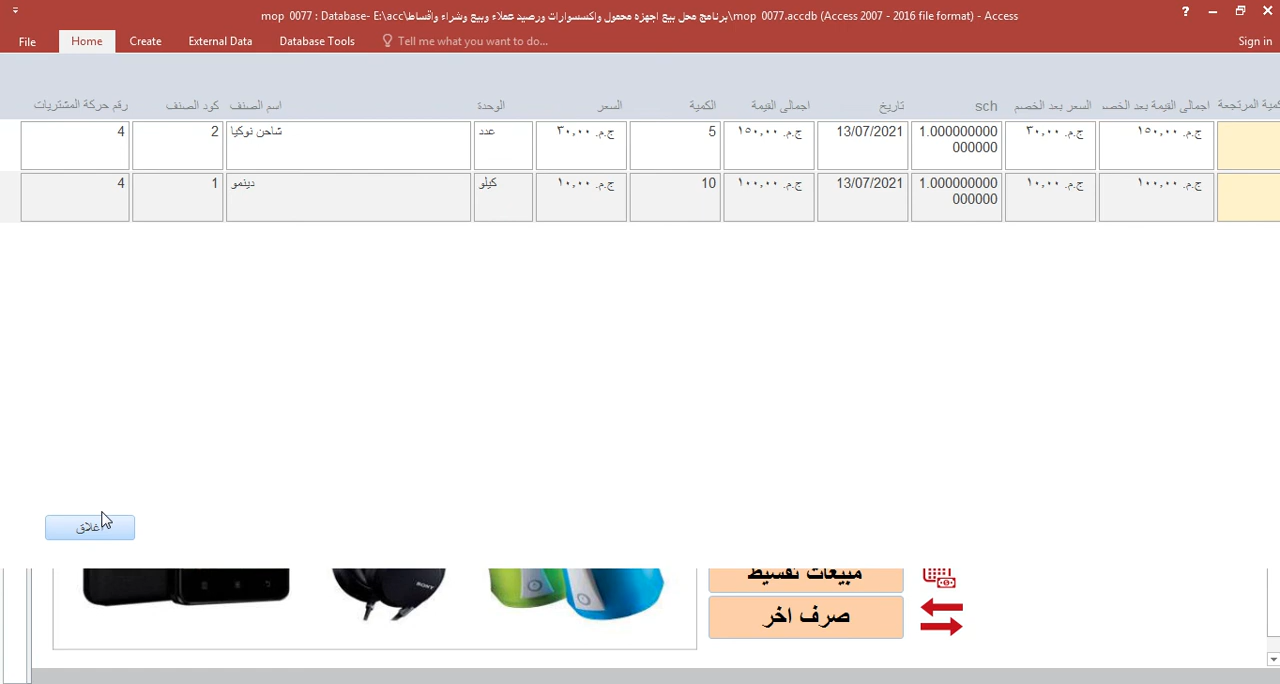 mop 0077 : Database- E:\acc\برنامج محل بيع اجهزه محمول واكسسوارات ورصيد عملاء وبيع وشراء واقساط\mop 0077.accdb (Access 2007 - 2016 file format) - Access
?
File Home Create External Data Database Tools Tell me what you want to do... Sign in
رقم حركة المشتريات كود الصنف اسم الصنف الوحدة السعر الكمية اجمالى القيمة تاريخ sch السعر بعد الخصم اجمالى القيمة بعد الخصم المرتجعة
4 2 شاحن نوكيا عدد ج.م. ٣٠,٠٠ 5 ج.م. ١٥٠,٠٠ 13/07/2021 1.000000000 ج.م. ٣٠,٠٠ ج.م. ١٥٠,٠٠
000000
4 1 دينمو كيلو ج.م. ١٠,٠٠ 10 ج.م. ١٠٠,٠٠ 13/07/2021 1.000000000 ج.م. ١٠,٠٠ ج.م. ١٠٠,٠٠
000000
اغلاق
مبيعات تقسيط
SONY
صرف اخر